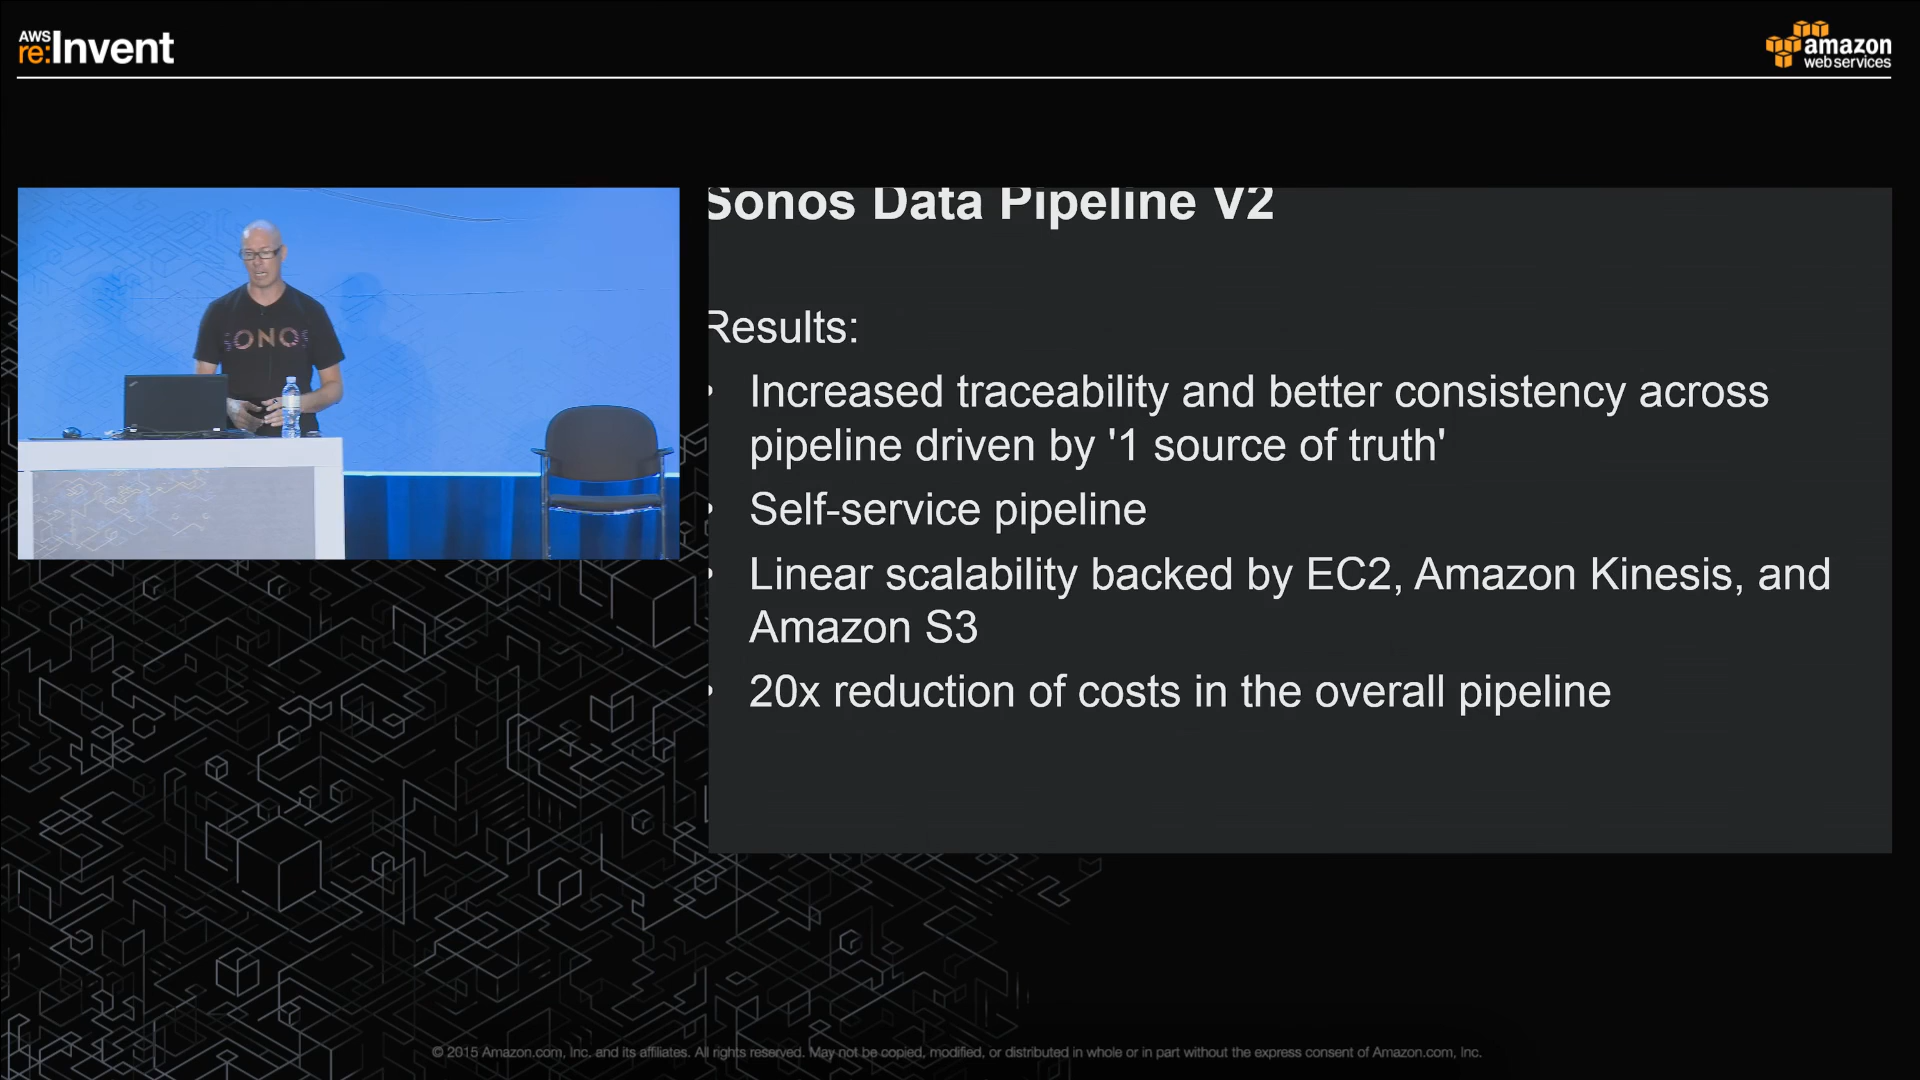 AWS
re:Invent
amazon
web services
SONOS
Sonos Data Pipeline V2
Results:
• Increased traceability and better consistency across
pipeline driven by '1 source of truth'
• Self-service pipeline
• Linear scalability backed by EC2, Amazon Kinesis, and
Amazon S3
• 20x reduction of costs in the overall pipeline
© 2015 Amazon.com, Inc. and its affiliates. All rights reserved. May not be copied, modified, or distributed in whole or in part without the express consent of Amazon.com, Inc.